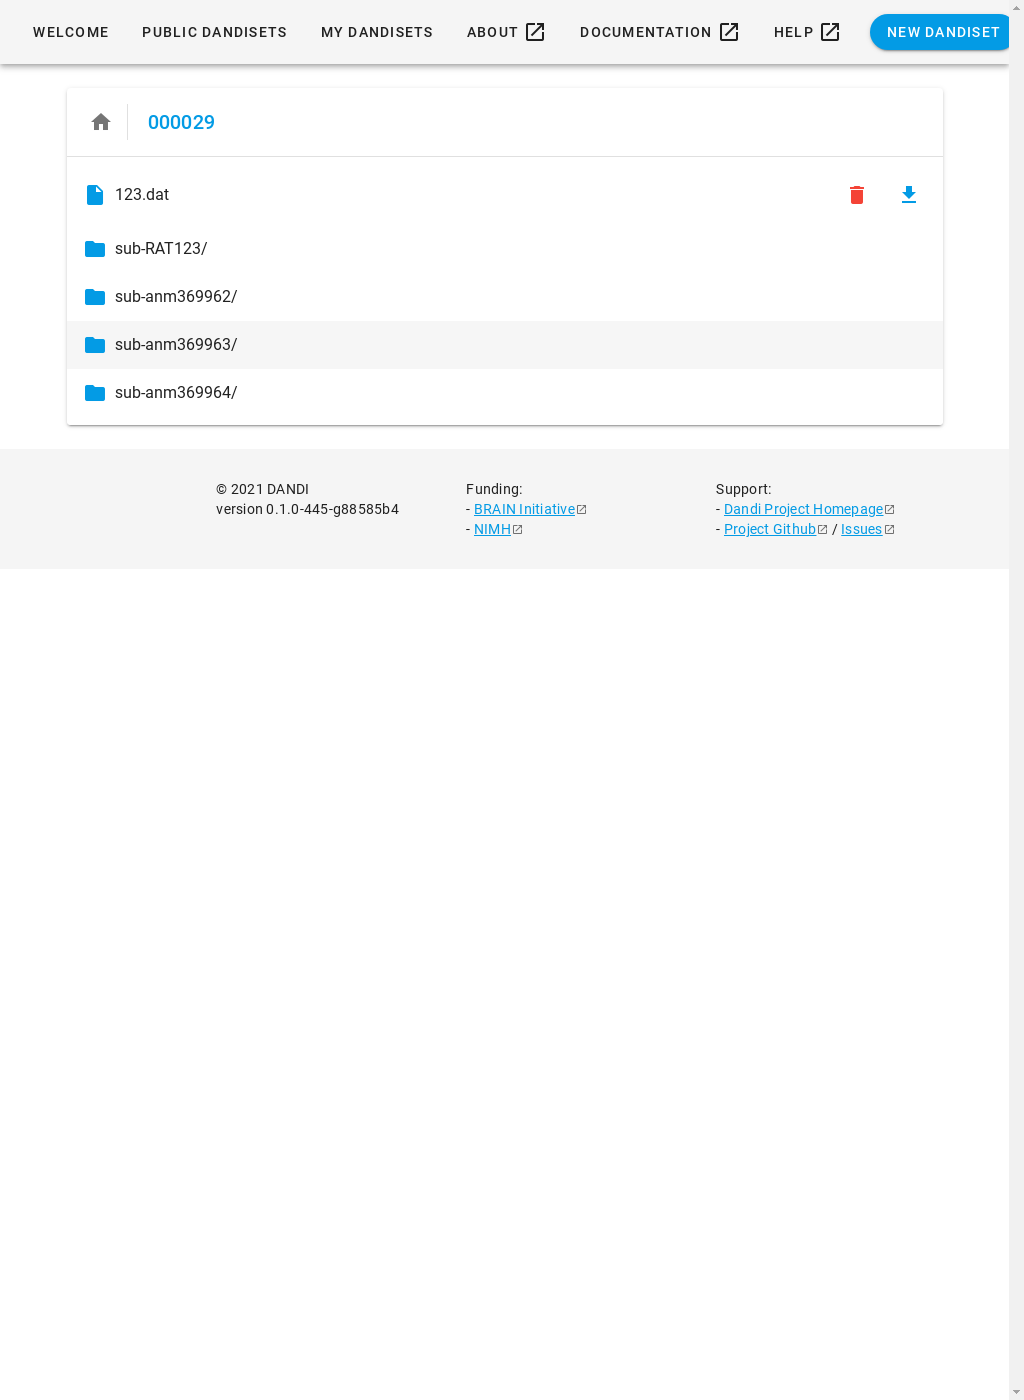 WELCOME PUBLIC DANDISETS MY DANDISETS ABOUT DOCUMENTATION HELP NEW DANDISET
000029
123.dat
sub-RAT123/
sub-anm369962/
sub-anm369963/
sub-anm369964/
© 2021 DANDI
version 0.1.0-445-g88585b4
Funding:
- BRAIN Initiative
- NIMH
Support:
- Dandi Project Homepage
- Project Github / Issues